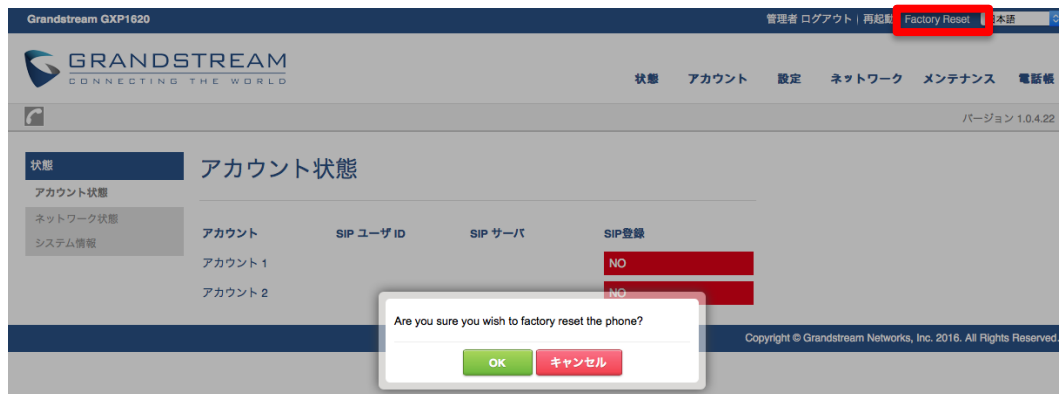 Grandstream GXP1620
管理者 ログアウト | 再起動 Factory Reset 本語
GRANDSTREAM
CONNECTING THE WORLD
状態 アカウント 設定 ネットワーク メンテナンス 電話帳
バージョン 1.0.4.22
状態
アカウント状態
アカウント状態
ネットワーク状態
システム情報
アカウント SIP ユーザ ID SIP サーバ SIP登録
アカウント 1 NO
アカウント 2 NO
Are you sure you wish to factory reset the phone?
OK キャンセル
Copyright © Grandstream Networks, Inc. 2016. All Rights Reserved.